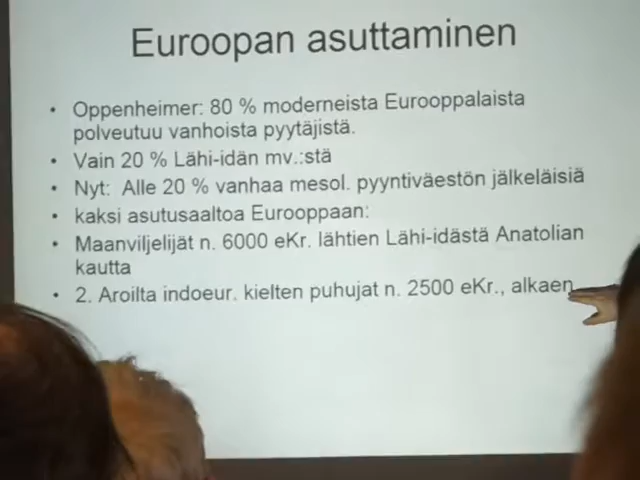 Euroopan asuttaminen
• Oppenheimer: 80 % moderneista Eurooppalaista
polveutuu vanhoista pyytäjistä.
• Vain 20 % Lähi-idän mv.:stä
• Nyt: Alle 20 % vanhaa mesol. pyyntiväestön jälkeläisiä
• kaksi asutusaaltoa Eurooppaan:
• Maanviljelijät n. 6000 eKr. lähtien Lähi-idästä Anatolian
kautta
• 2. Aroilta indoeur. kielten puhujat n. 2500 eKr., alkaen